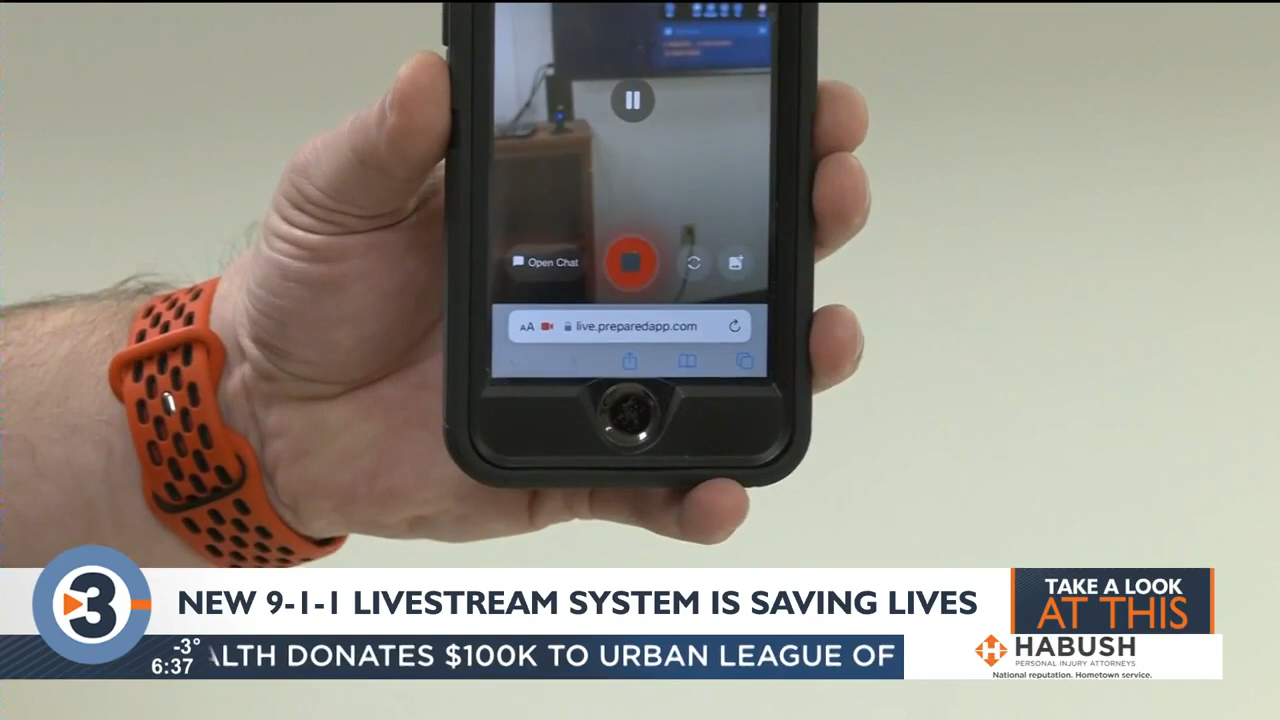 Open Chat
AA live.preparedapp.com
3
NEW 9-1-1 LIVESTREAM SYSTEM IS SAVING LIVES
TAKE A LOOK
AT THIS
-3°
6:37
ALTH DONATES $100K TO URBAN LEAGUE OF
H HABUSH
PERSONAL INJURY ATTORNEYS
National reputation. Hometown service.